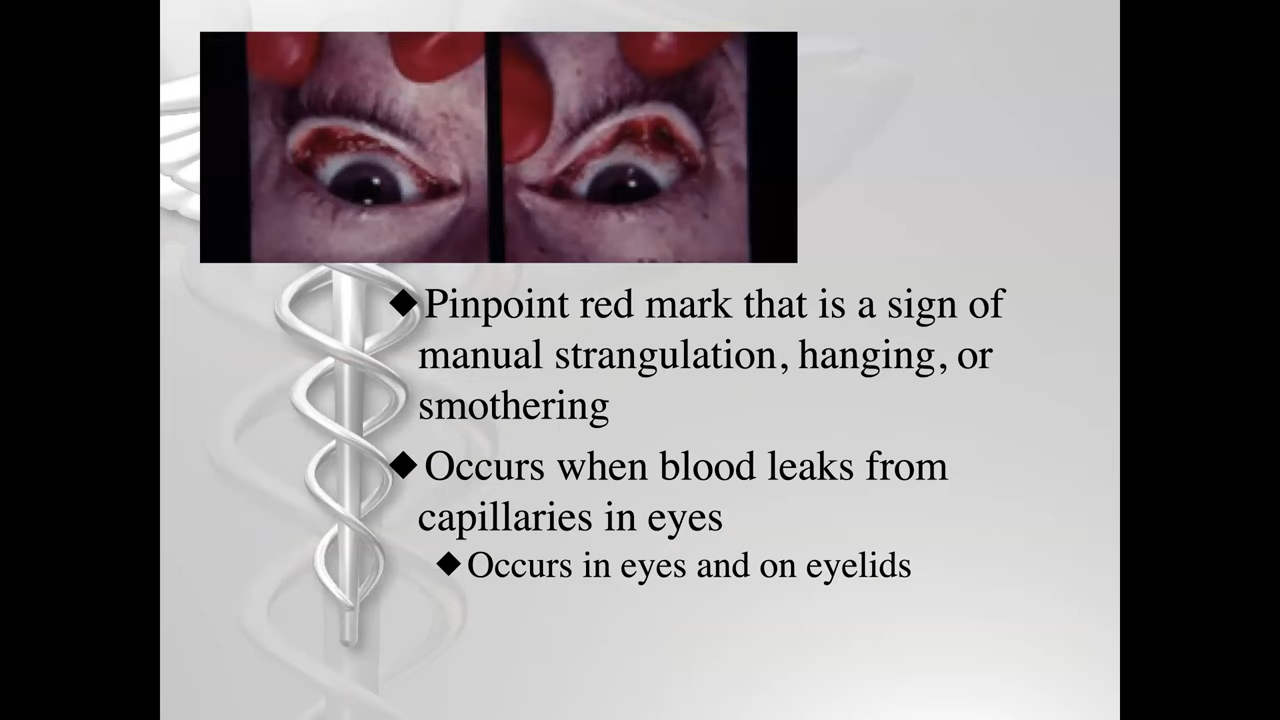 ◆Pinpoint red mark that is a sign of
manual strangulation, hanging, or
smothering
◆Occurs when blood leaks from
capillaries in eyes
◆Occurs in eyes and on eyelids